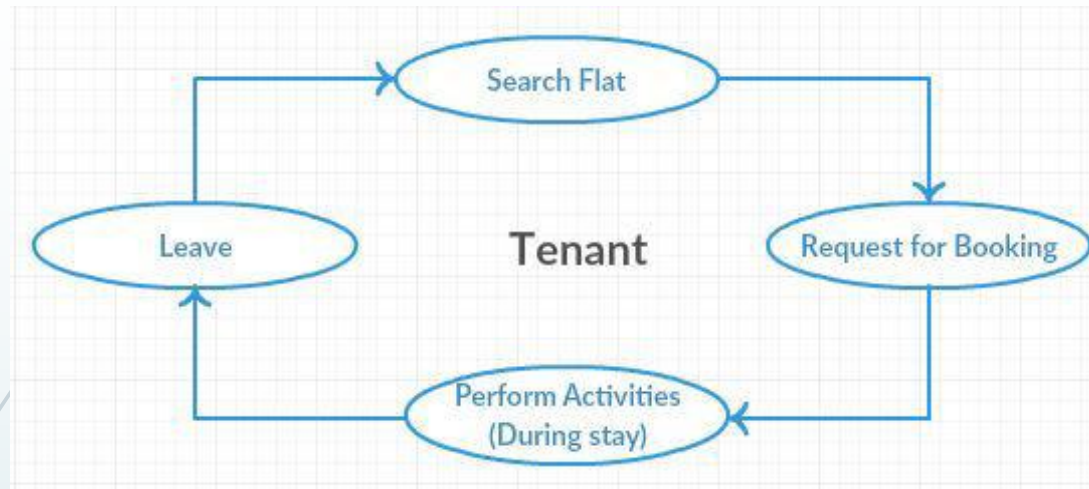 Search Flat
Leave
Tenant
Request for Booking
Perform Activities
(During stay)